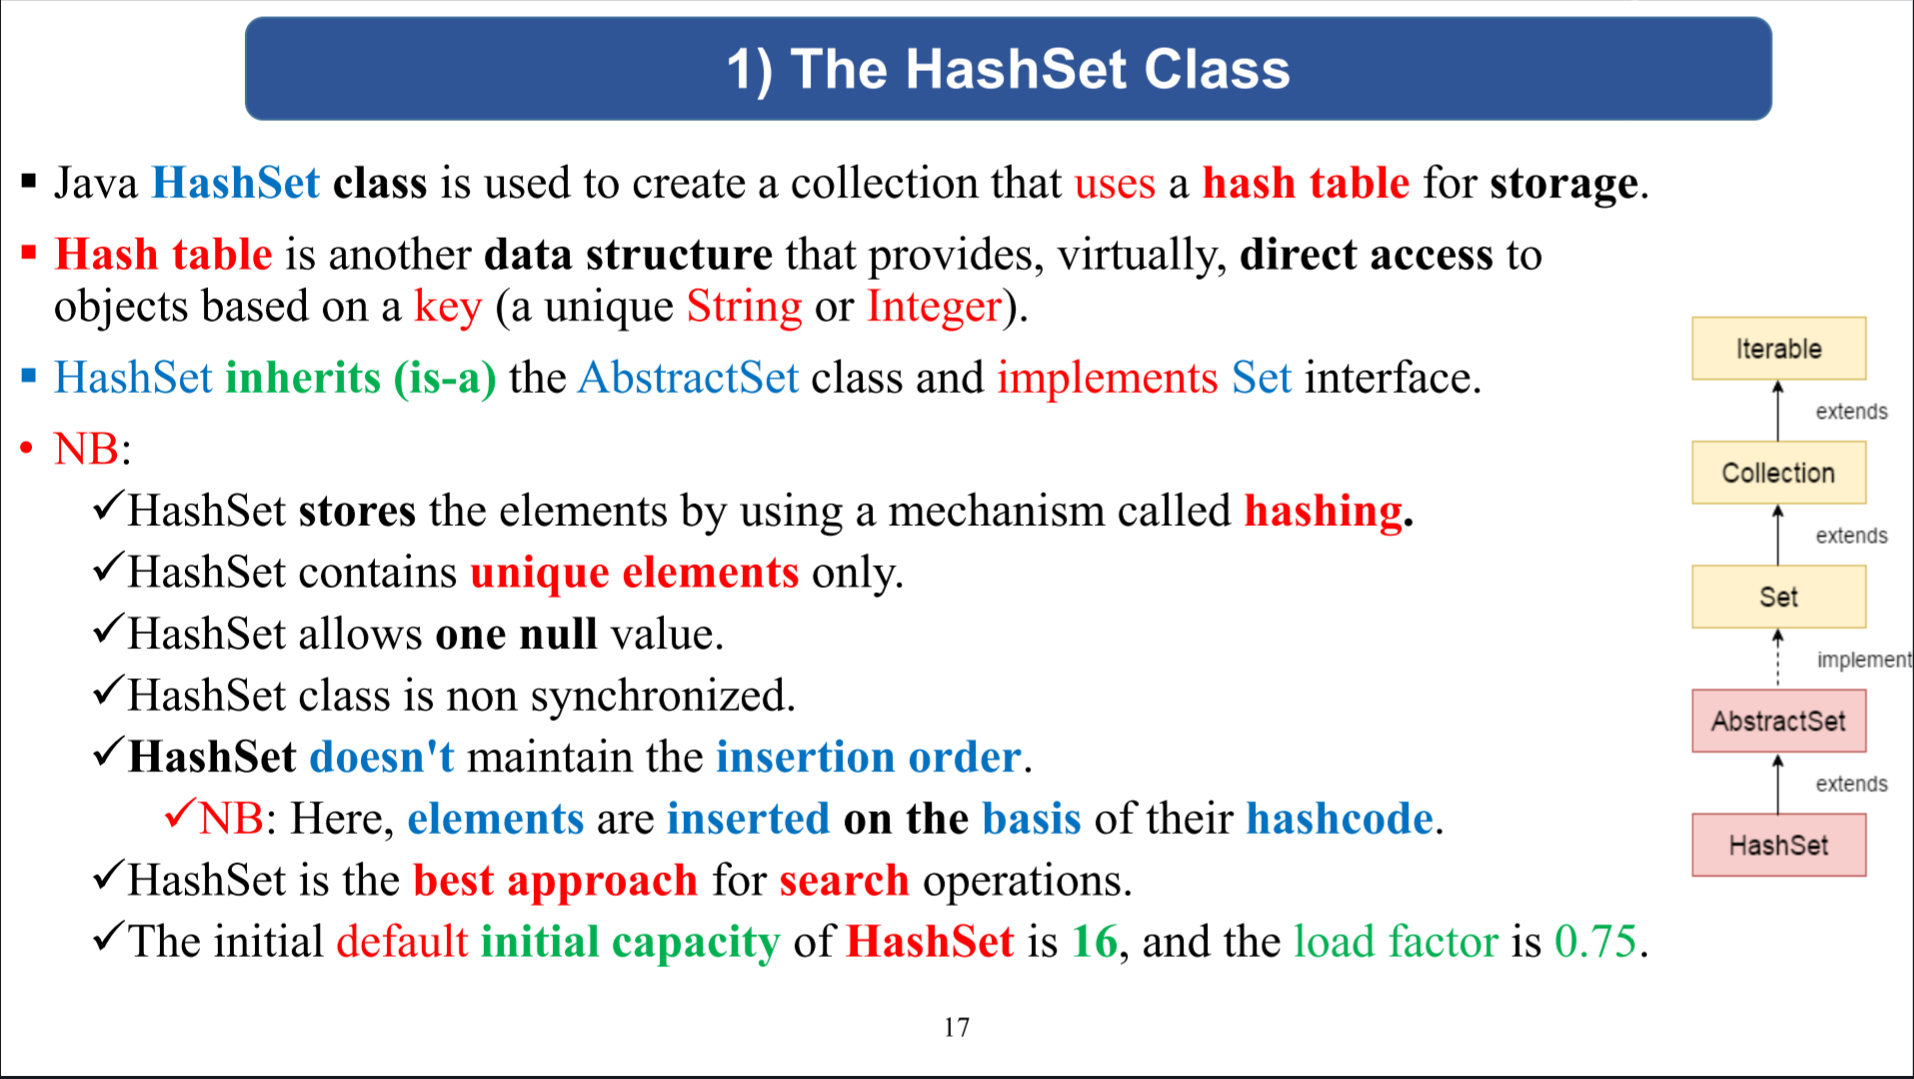 1) The HashSet Class
▪ Java HashSet class is used to create a collection that uses a hash table for storage.
▪ Hash table is another data structure that provides, virtually, direct access to
objects based on a key (a unique String or Integer).
▪ HashSet inherits (is-a) the AbstractSet class and implements Set interface.
• NB:
✓HashSet stores the elements by using a mechanism called hashing.
✓HashSet contains unique elements only.
✓HashSet allows one null value.
✓HashSet class is non synchronized.
✓HashSet doesn't maintain the insertion order.
✓NB: Here, elements are inserted on the basis of their hashcode.
✓HashSet is the best approach for search operations.
✓The initial default initial capacity of HashSet is 16, and the load factor is 0.75.
Iterable
extends
Collection
extends
Set
implement
AbstractSet
extends
HashSet
17